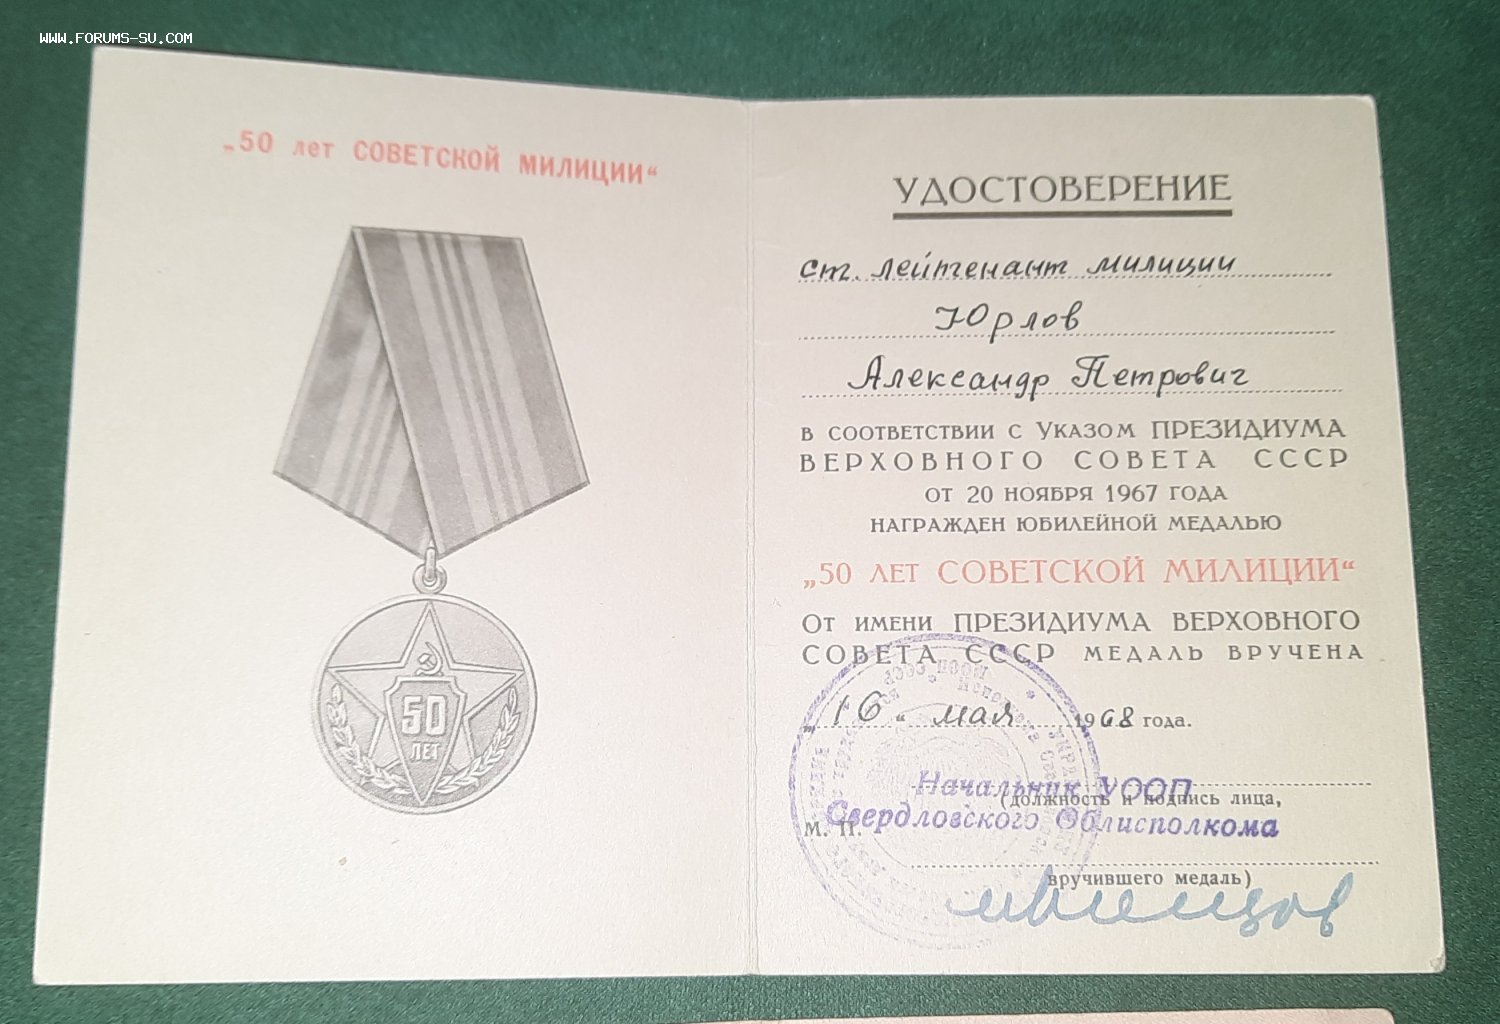 WWW.FORUMS-SU.COM
„50 лет СОВЕТСКОЙ МИЛИЦИИ“
50
ЛЕТ
УДОСТОВЕРЕНИЕ
ст. лейтенант милиции
Юрлов
Александр Петрович
В СООТВЕТСТВИИ С УКАЗОМ ПРЕЗИДИУМА
ВЕРХОВНОГО СОВЕТА СССР
ОТ 20 НОЯБРЯ 1967 ГОДА
НАГРАЖДЕН ЮБИЛЕЙНОЙ МЕДАЛЬЮ
„50 ЛЕТ СОВЕТСКОЙ МИЛИЦИИ“
ОТ ИМЕНИ ПРЕЗИДИУМА ВЕРХОВНОГО
СОВЕТА СССР МЕДАЛЬ ВРУЧЕНА
МООП СССР
„16“ мая 1968 года.
Начальник УООП
(должность и подпись лица,
Свердловского Облисполкома
М. П.
вручившего медаль)